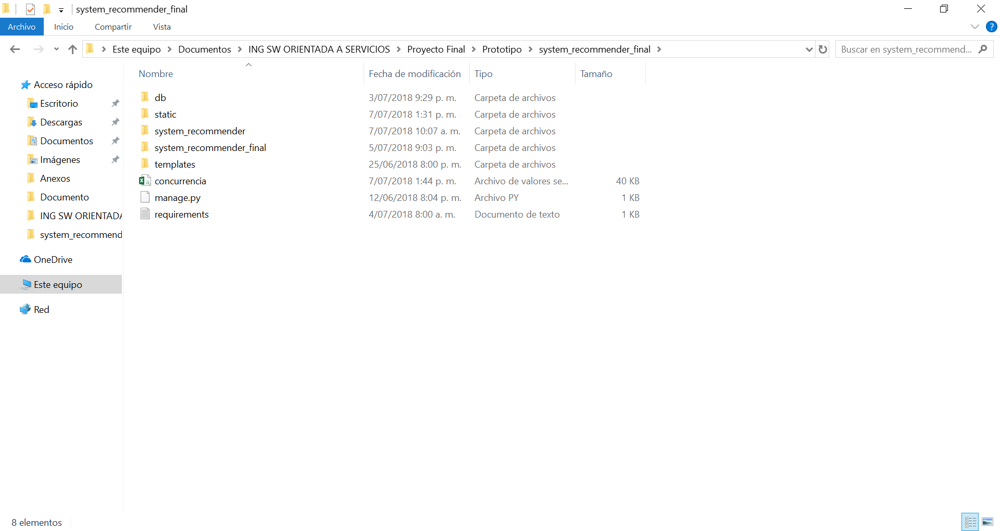 system_recommender_final
Archivo Inicio Compartir Vista
Este equipo Documentos ING SW ORIENTADA A SERVICIOS Proyecto Final Prototipo system_recommender_final Buscar en system_recommend...
Nombre Fecha de modificación Tipo Tamaño
Acceso rápido
Escritorio
Descargas
Documentos
Imágenes
Anexos
Documento
ING SW ORIENTADA
system_recommend
OneDrive
Este equipo
Red
db 3/07/2018 9:29 p. m. Carpeta de archivos
static 7/07/2018 1:31 p. m. Carpeta de archivos
system_recommender 7/07/2018 10:07 a. m. Carpeta de archivos
system_recommender_final 5/07/2018 9:03 p. m. Carpeta de archivos
templates 25/06/2018 8:00 p. m. Carpeta de archivos
concurrencia 7/07/2018 1:44 p. m. Archivo de valores se... 40 KB
manage.py 12/06/2018 8:04 p. m. Archivo PY 1 KB
requirements 4/07/2018 8:00 a. m. Documento de texto 1 KB
8 elementos